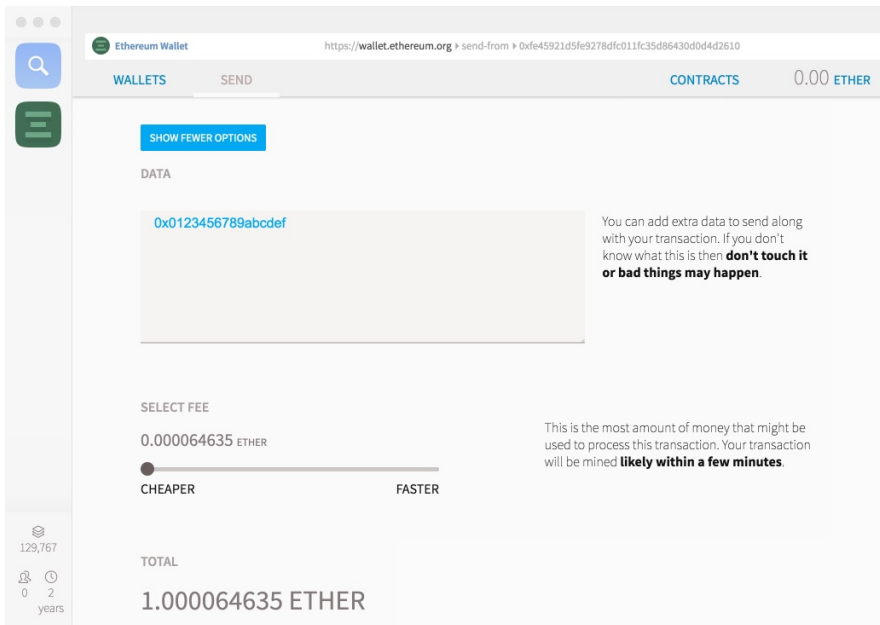 Ethereum Wallet
https://wallet.ethereum.org ▸ send-from ▸ 0xfe45921d5fe9278dfc011fc35d86430d0d4d2610
WALLETS SEND CONTRACTS 0.00 ETHER
SHOW FEWER OPTIONS
DATA
0x0123456789abcdef
You can add extra data to send along
with your transaction. If you don't
know what this is then don't touch it
or bad things may happen.
SELECT FEE
0.000064635 ETHER
CHEAPER FASTER
This is the most amount of money that might be
used to process this transaction. Your transaction
will be mined likely within a few minutes.
TOTAL
1.000064635 ETHER
129,767
0 2
years